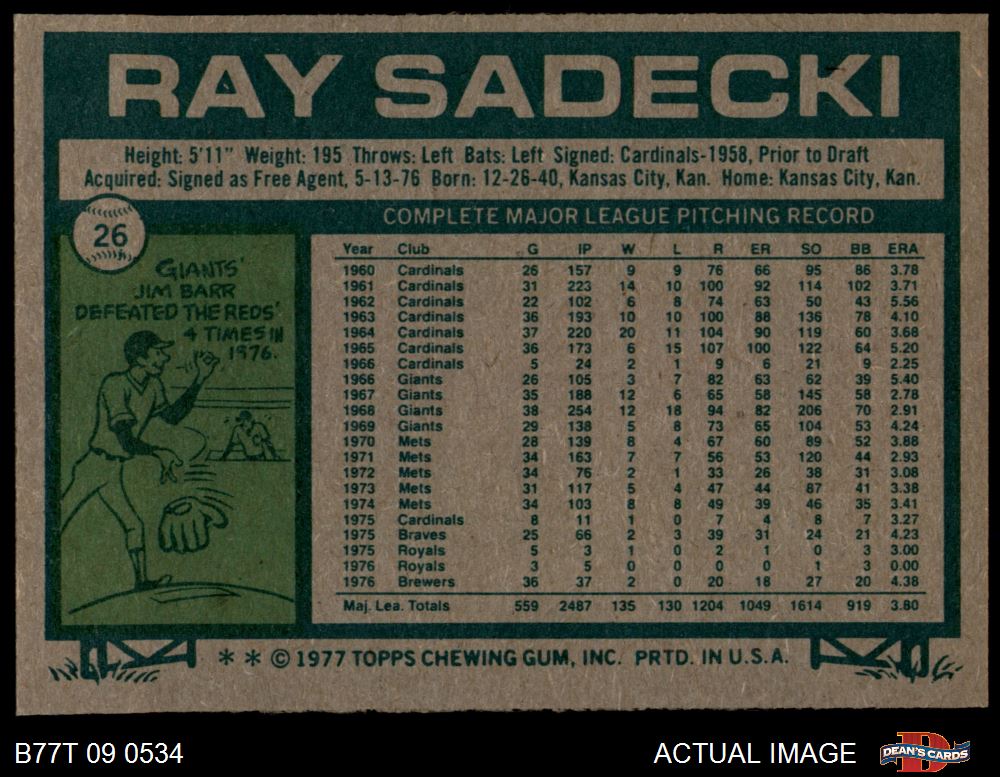 RAY SADECKI
Height: 5'11" Weight: 195 Throws: Left Bats: Left Signed: Cardinals-1958, Prior to Draft
Acquired: Signed as Free Agent, 5-13-76 Born: 12-26-40, Kansas City, Kan. Home: Kansas City, Kan.
26
GIANTS'
JIM BARR
DEFEATED THE REDS'
4 TIMES IN
1976.
COMPLETE MAJOR LEAGUE PITCHING RECORD
Year Club G IP W L R ER SO BB ERA
1960 Cardinals 26 157 9 9 76 66 95 86 3.78
1961 Cardinals 31 223 14 10 100 92 114 102 3.71
1962 Cardinals 22 102 6 8 74 63 50 43 5.56
1963 Cardinals 36 193 10 10 100 88 136 78 4.10
1964 Cardinals 37 220 20 11 104 90 119 60 3.68
1965 Cardinals 36 173 6 15 107 100 122 64 5.20
1966 Cardinals 5 24 2 1 9 6 21 9 2.25
1966 Giants 26 105 3 7 82 63 62 39 5.40
1967 Giants 35 188 12 6 65 58 145 58 2.78
1968 Giants 38 254 12 18 94 82 206 70 2.91
1969 Giants 29 138 5 8 73 65 104 53 4.24
1970 Mets 28 139 8 4 67 60 89 52 3.88
1971 Mets 34 163 7 7 56 53 120 44 2.93
1972 Mets 34 76 2 1 33 26 38 31 3.08
1973 Mets 31 117 5 4 47 44 87 41 3.38
1974 Mets 34 103 8 8 49 39 46 35 3.41
1975 Cardinals 8 11 1 0 7 4 8 7 3.27
1975 Braves 25 66 2 3 39 31 24 21 4.23
1975 Royals 5 3 1 0 2 1 0 3 3.00
1976 Royals 3 5 0 0 0 0 1 3 0.00
1976 Brewers 36 37 2 0 20 18 27 20 4.38
Maj. Lea. Totals 559 2487 135 130 1204 1049 1614 919 3.80
* * © 1977 TOPPS CHEWING GUM, INC. PRTD. IN U.S.A.
B77T 09 0534
ACTUAL IMAGE
DEAN'S CARDS